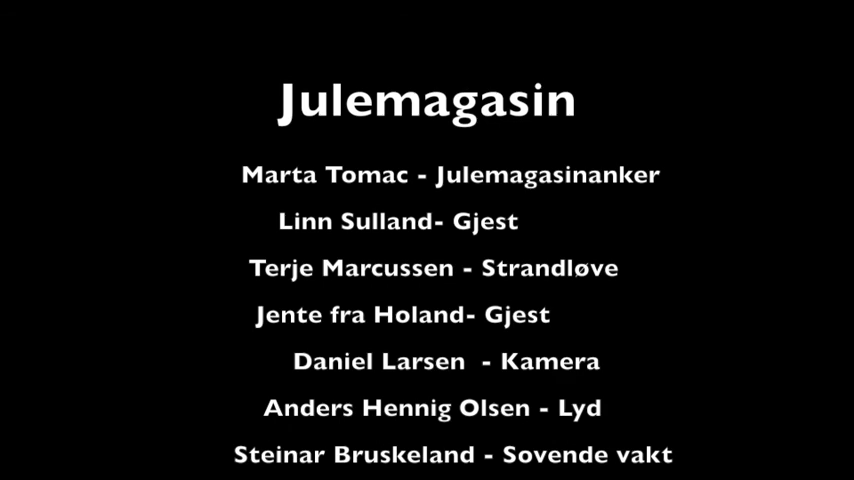 Julemagasin
Marta Tomac - Julemagasinanker
Linn Sulland- Gjest
Terje Marcussen - Strandløve
Jente fra Holand- Gjest
Daniel Larsen  - Kamera
Anders Hennig Olsen - Lyd
Steinar Bruskeland - Sovende vakt